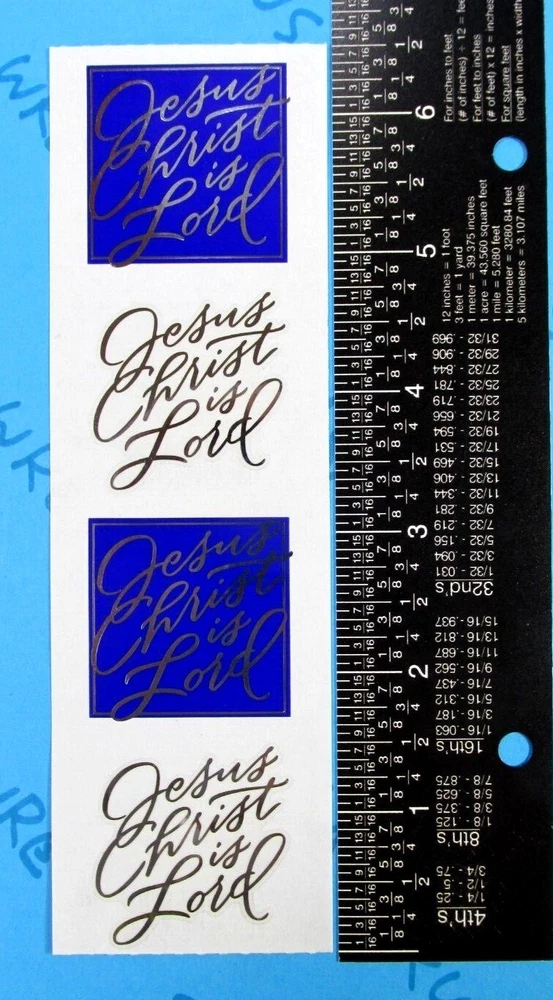 Jesus
Christ
is
Lord
Jesus
Christ
is
Lord
Jesus
Christ
is
Lord
Jesus
Christ
is
Lord
For inches to feet
(# of inches) ÷ 12 =
For feet to inches
(# of feet) x 12 = inches
For square feet
(length in inches x
12 inches = 1 foot
3 feet = 1 yard
1 meter = 39.375 inches
1 acre = 43,560 square feet
1 mile = 5,280 feet
1 kilometer = 3280.84 feet
5 kilometers = 3.107 miles
6
5
4
3
2
1
4th's
1/4 - .25
1/2 - .5
3/4 - .75
8th's
1/8 - .125
3/8 - .375
5/8 - .625
7/8 - .875
16th's
1/16 - .063
3/16 - .187
5/16 - .312
7/16 - .437
9/16 - .562
11/16 - .687
13/16 - .812
15/16 - .937
32nd's
1/32 - .031
3/32 - .094
5/32 - .156
7/32 - .219
9/32 - .281
11/32 - .344
13/32 - .406
15/32 - .469
17/32 - .531
19/32 - .594
21/32 - .656
23/32 - .719
25/32 - .781
27/32 - .844
29/32 - .906
31/32 - .969